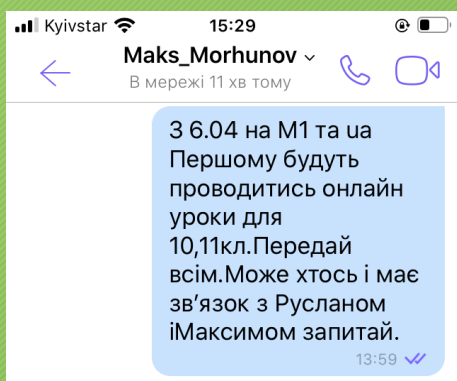 Kyivstar 15:29
Maks_Morhunov
В мережі 11 хв тому
З 6.04 на М1 та ua
Першому будуть
проводитись онлайн
уроки для
10,11кл.Передай
всім.Може хтось і має
зв’язок з Русланом
іМаксимом запитай.
13:59